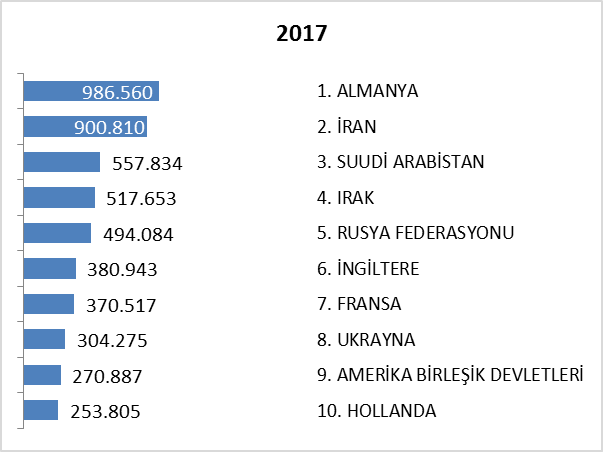 2017
986.560 1. ALMANYA
900.810 2. İRAN
557.834 3. SUUDİ ARABİSTAN
517.653 4. IRAK
494.084 5. RUSYA FEDERASYONU
380.943 6. İNGİLTERE
370.517 7. FRANSA
304.275 8. UKRAYNA
270.887 9. AMERİKA BİRLEŞİK DEVLETLERİ
253.805 10. HOLLANDA